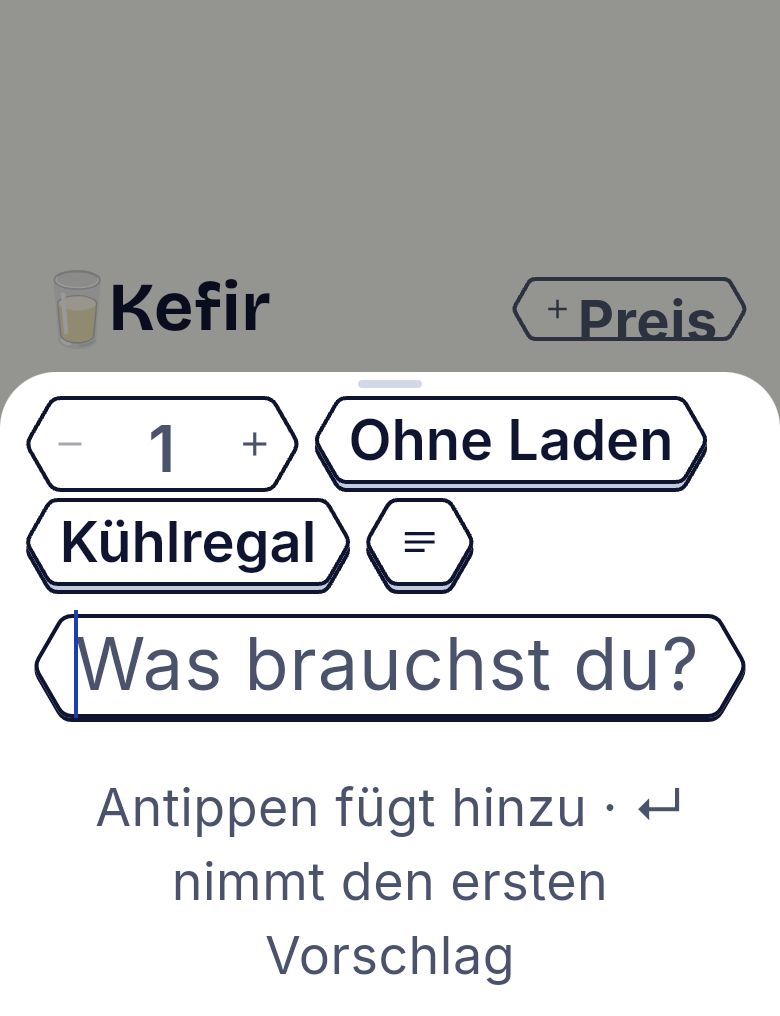 Kefir + Preis
− 1 + Ohne Laden
Kühlregal
Was brauchst du?
Antippen fügt hinzu · ↵
nimmt den ersten
Vorschlag